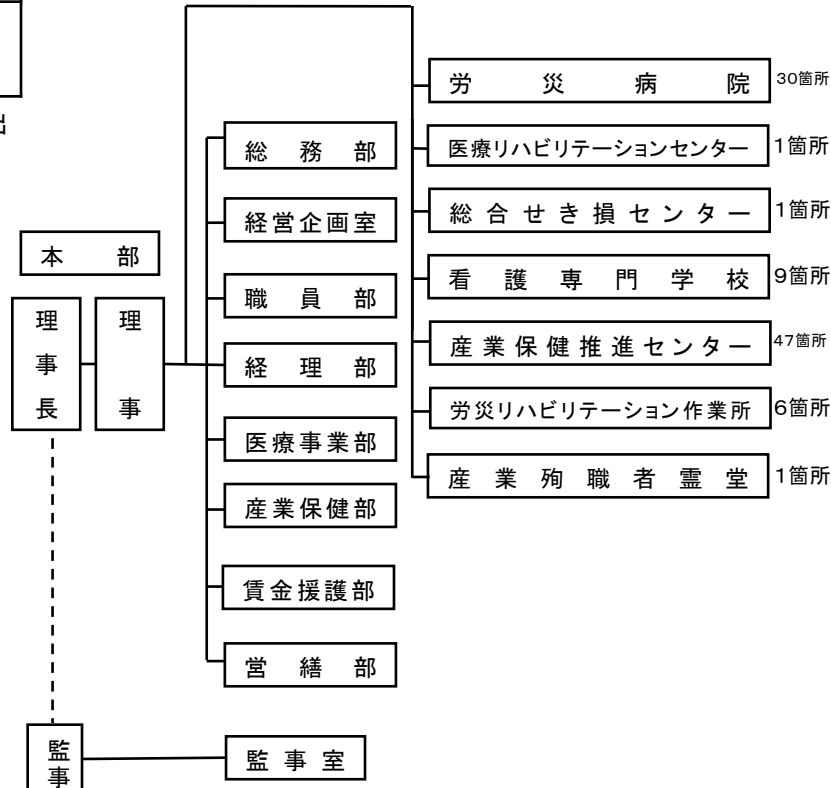 出
本部
理事長
理事
総務部
経営企画室
職員部
経理部
医療事業部
産業保健部
賃金援護部
営繕部
監事
監事室
労災病院 30箇所
医療リハビリテーションセンター 1箇所
総合せき損センター 1箇所
看護専門学校 9箇所
産業保健推進センター 47箇所
労災リハビリテーション作業所 6箇所
産業殉職者霊堂 1箇所